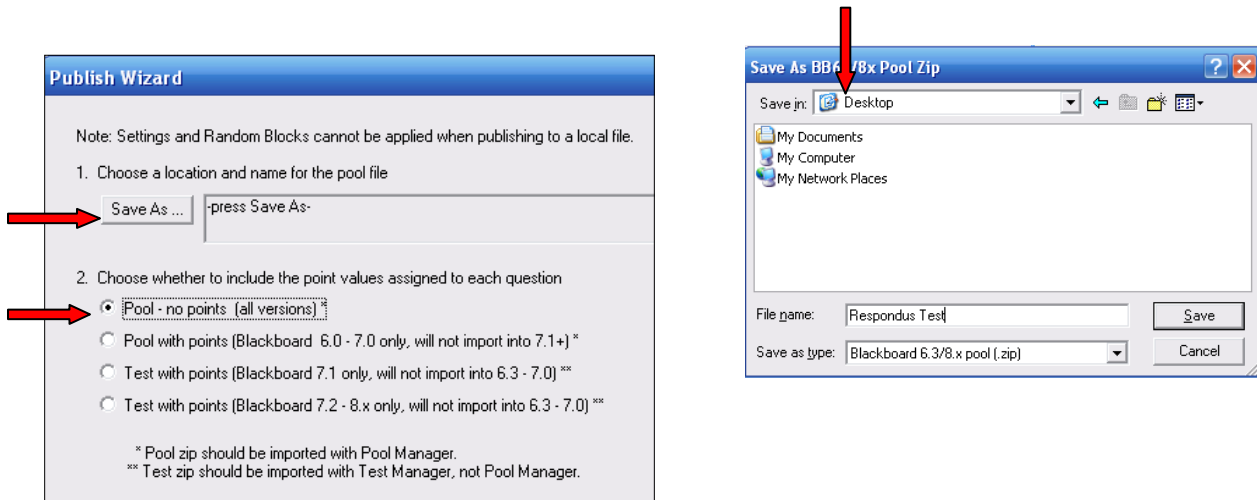 Publish Wizard
Note: Settings and Random Blocks cannot be applied when publishing to a local file.
1. Choose a location and name for the pool file
Save As ...
-press Save As-
2. Choose whether to include the point values assigned to each question
Pool - no points (all versions) *
Pool with points (Blackboard 6.0 - 7.0 only, will not import into 7.1+) *
Test with points (Blackboard 7.1 only, will not import into 6.3 - 7.0) **
Test with points (Blackboard 7.2 - 8.x only, will not import into 6.3 - 7.0) **
* Pool zip should be imported with Pool Manager.
** Test zip should be imported with Test Manager, not Pool Manager.
Save As /8x Pool Zip
Save in: Desktop
My Documents
My Computer
My Network Places
File name: Respondus Test
Save
Save as type: Blackboard 6.3/8.x pool (.zip)
Cancel